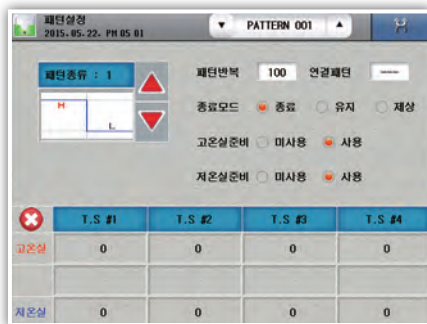 패턴설정
2015.05.22. PM 05 01
▼ PATTERN 001 ▲
패턴종류 : 1
H
L
패턴반복 100 연결패턴 ----
종료모드 종료 유지 제상
고온실준비 미사용 사용
저온실준비 미사용 사용
T.S #1 T.S #2 T.S #3 T.S #4
고온실 0 0 0 0
저온실 0 0 0 0